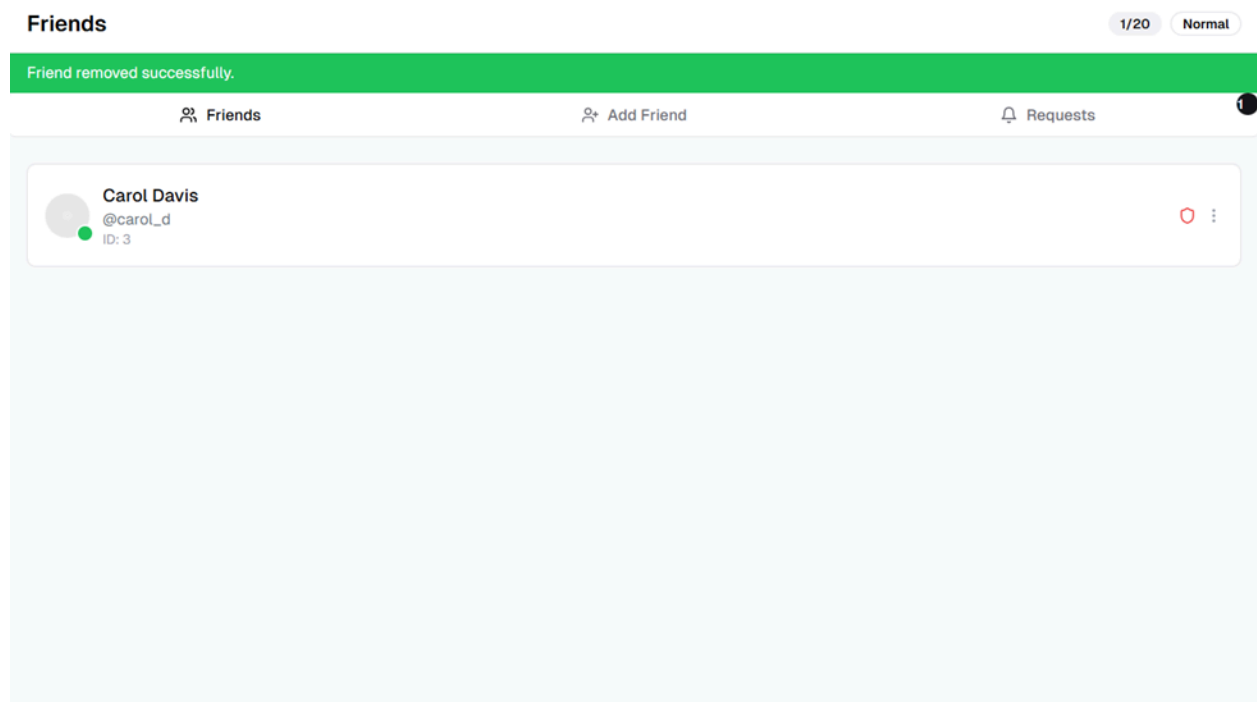 Friends
1/20 Normal
Friend removed successfully.
Friends Add Friend Requests 1
Carol Davis
@carol_d
ID: 3